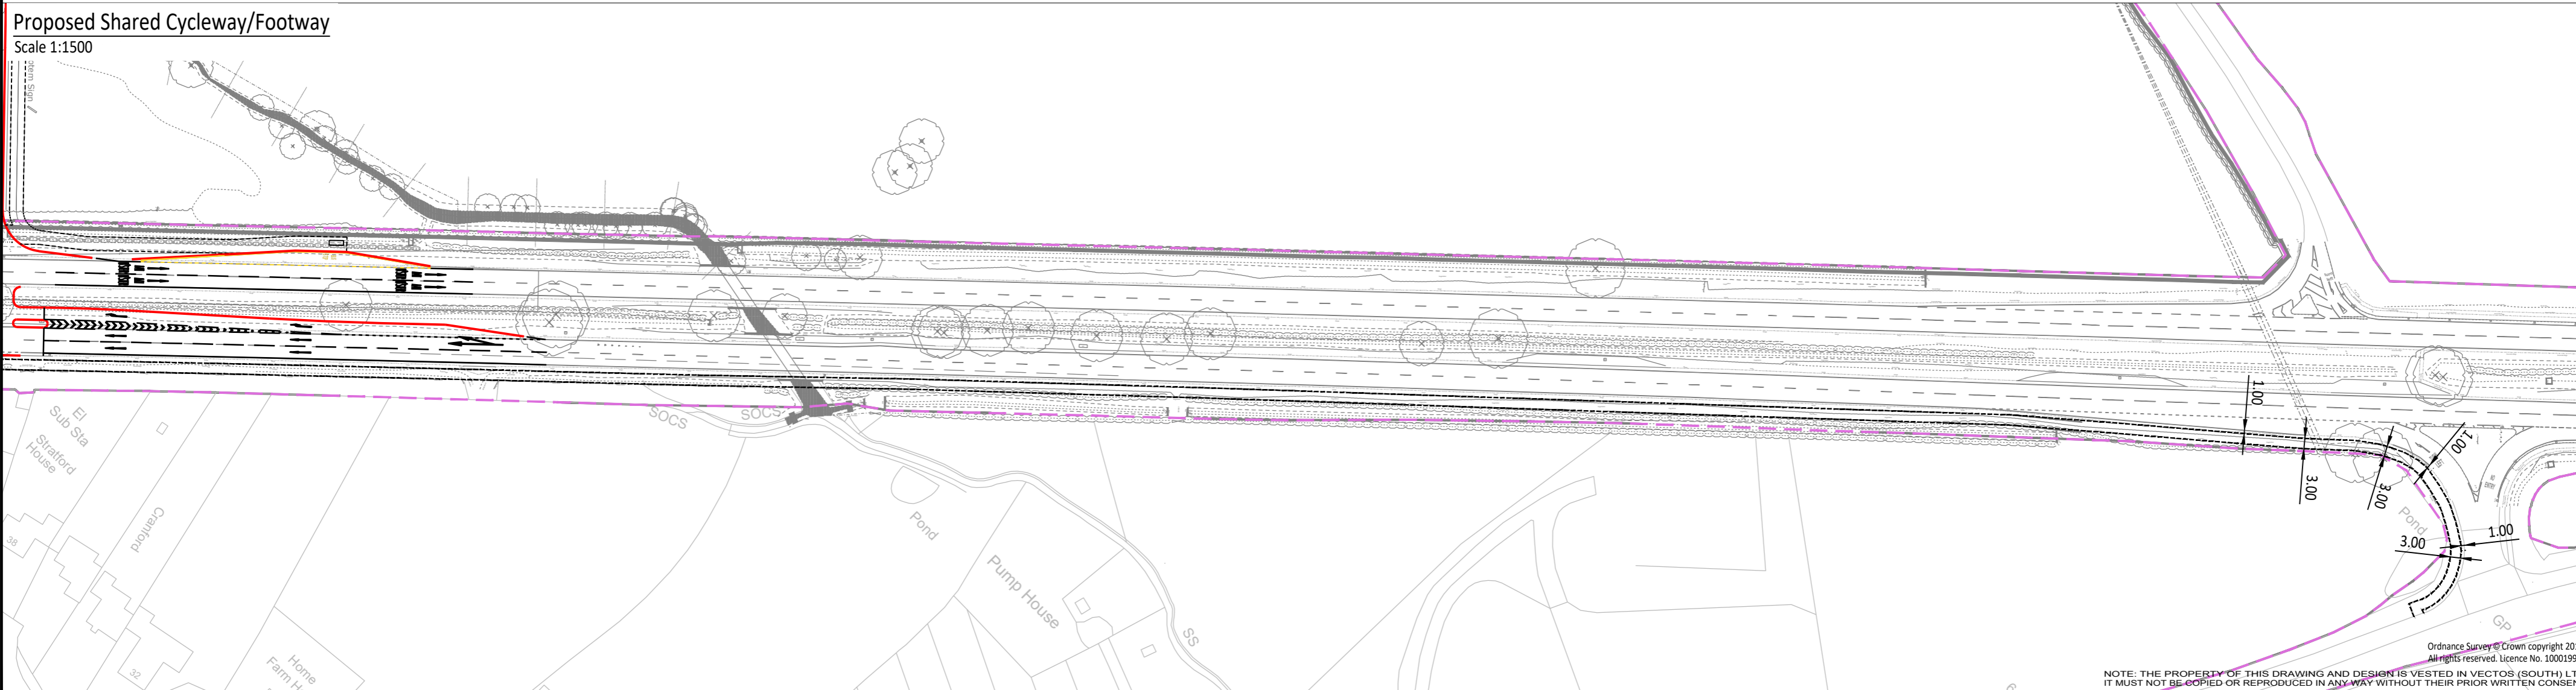 Proposed Shared Cycleway/Footway
Scale 1:1500
tem Sign
El
Sub Sta
Stratford
House
Cranford
38
32
Home
Farm H
SOCS
SOCS
Pond
Pump House
SS
1.00
3.00
3.00
1.00
Pond
3.00
1.00
GP
Ordnance Survey © Crown copyright 20
All rights reserved. Licence No. 1000199
NOTE: THE PROPERTY OF THIS DRAWING AND DESIGN IS VESTED IN VECTOS (SOUTH) LT
IT MUST NOT BE COPIED OR REPRODUCED IN ANY WAY WITHOUT THEIR PRIOR WRITTEN CONSEN